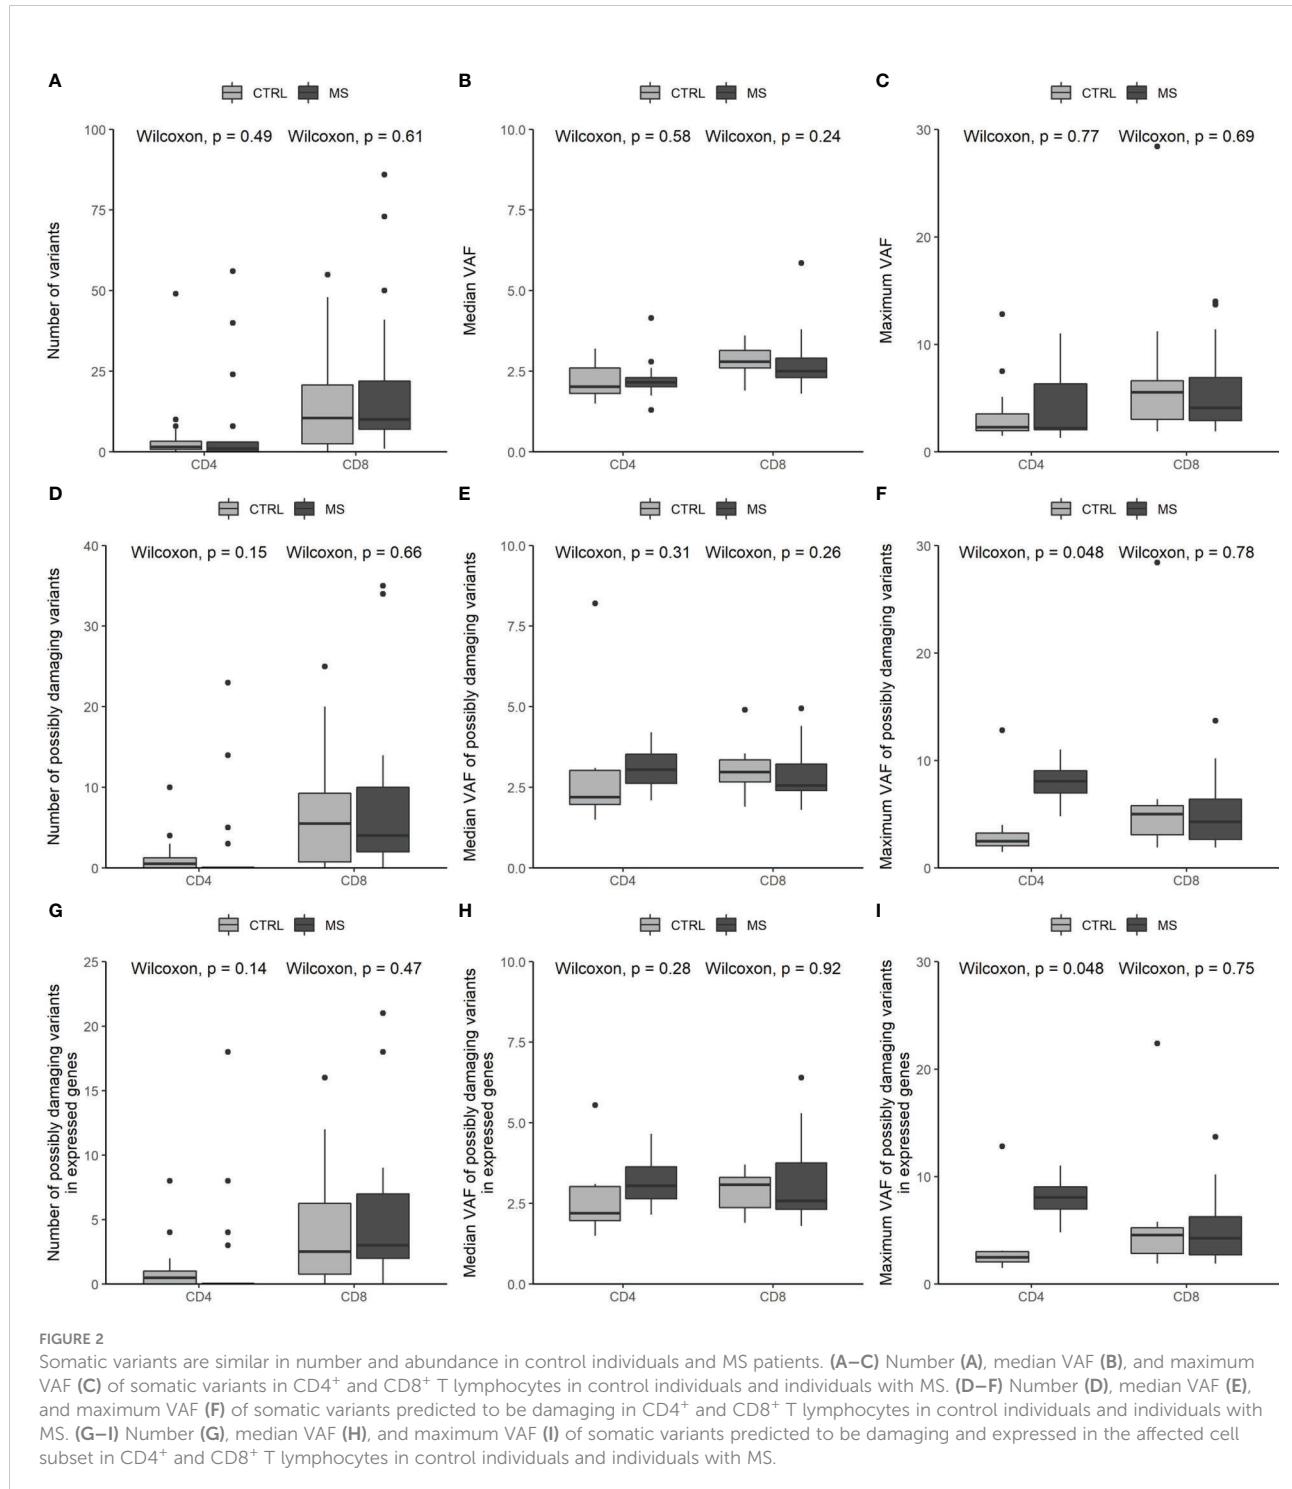 A
B
C
CTRL MS
CTRL MS
CTRL MS
Wilcoxon, p = 0.49 Wilcoxon, p = 0.61
Wilcoxon, p = 0.58 Wilcoxon, p = 0.24
Wilcoxon, p = 0.77 Wilcoxon, p = 0.69
Number of variants
100
75
50
25
0
CD4 CD8
Median VAF
10.0
7.5
5.0
2.5
0.0
CD4 CD8
Maximum VAF
30
20
10
0
CD4 CD8
D
E
F
CTRL MS
CTRL MS
CTRL MS
Wilcoxon, p = 0.15 Wilcoxon, p = 0.66
Wilcoxon, p = 0.31 Wilcoxon, p = 0.26
Wilcoxon, p = 0.048 Wilcoxon, p = 0.78
Number of possibly damaging variants
40
30
20
10
0
CD4 CD8
Median VAF of possibly damaging variants
10.0
7.5
5.0
2.5
0.0
CD4 CD8
Maximum VAF of possibly damaging variants
30
20
10
0
CD4 CD8
G
H
I
CTRL MS
CTRL MS
CTRL MS
Wilcoxon, p = 0.14 Wilcoxon, p = 0.47
Wilcoxon, p = 0.28 Wilcoxon, p = 0.92
Wilcoxon, p = 0.048 Wilcoxon, p = 0.75
Number of possibly damaging variants
in expressed genes
25
20
15
10
5
0
CD4 CD8
Median VAF of possibly damaging variants
in expressed genes
10.0
7.5
5.0
2.5
0.0
CD4 CD8
Maximum VAF of possibly damaging variants
in expressed genes
30
20
10
0
CD4 CD8
FIGURE 2
Somatic variants are similar in number and abundance in control individuals and MS patients. (A–C) Number (A), median VAF (B), and maximum
VAF (C) of somatic variants in CD4⁺ and CD8⁺ T lymphocytes in control individuals and individuals with MS. (D–F) Number (D), median VAF (E),
and maximum VAF (F) of somatic variants predicted to be damaging in CD4⁺ and CD8⁺ T lymphocytes in control individuals and individuals with
MS. (G–I) Number (G), median VAF (H), and maximum VAF (I) of somatic variants predicted to be damaging and expressed in the affected cell
subset in CD4⁺ and CD8⁺ T lymphocytes in control individuals and individuals with MS.